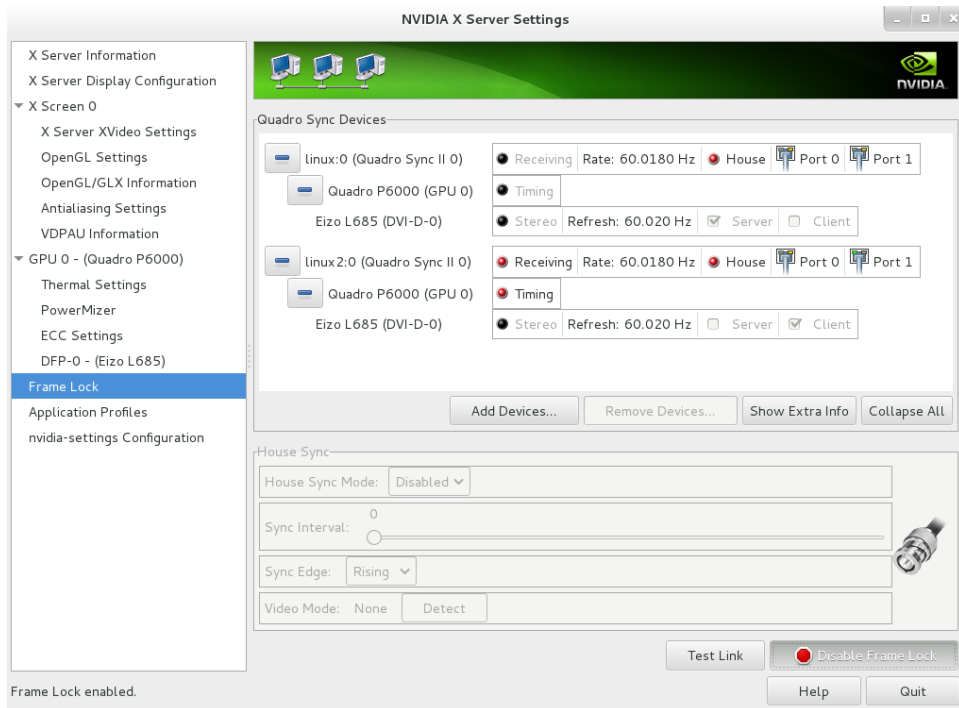 NVIDIA X Server Settings
X Server Information
X Server Display Configuration
X Screen 0
X Server XVideo Settings
OpenGL Settings
OpenGL/GLX Information
Antialiasing Settings
VDPAU Information
GPU 0 - (Quadro P6000)
Thermal Settings
PowerMizer
ECC Settings
DFP-0 - (Eizo L685)
Frame Lock
Application Profiles
nvidia-settings Configuration
NVIDIA.
Quadro Sync Devices
linux:0 (Quadro Sync II 0) Receiving Rate: 60.0180 Hz House Port 0 Port 1
Quadro P6000 (GPU 0) Timing
Eizo L685 (DVI-D-0) Stereo Refresh: 60.020 Hz Server Client
linux2:0 (Quadro Sync II 0) Receiving Rate: 60.0180 Hz House Port 0 Port 1
Quadro P6000 (GPU 0) Timing
Eizo L685 (DVI-D-0) Stereo Refresh: 60.020 Hz Server Client
Add Devices... Remove Devices... Show Extra Info Collapse All
House Sync
House Sync Mode: Disabled
0
Sync Interval:
Sync Edge: Rising
Video Mode: None Detect
Test Link Disable Frame Lock
Frame Lock enabled. Help Quit